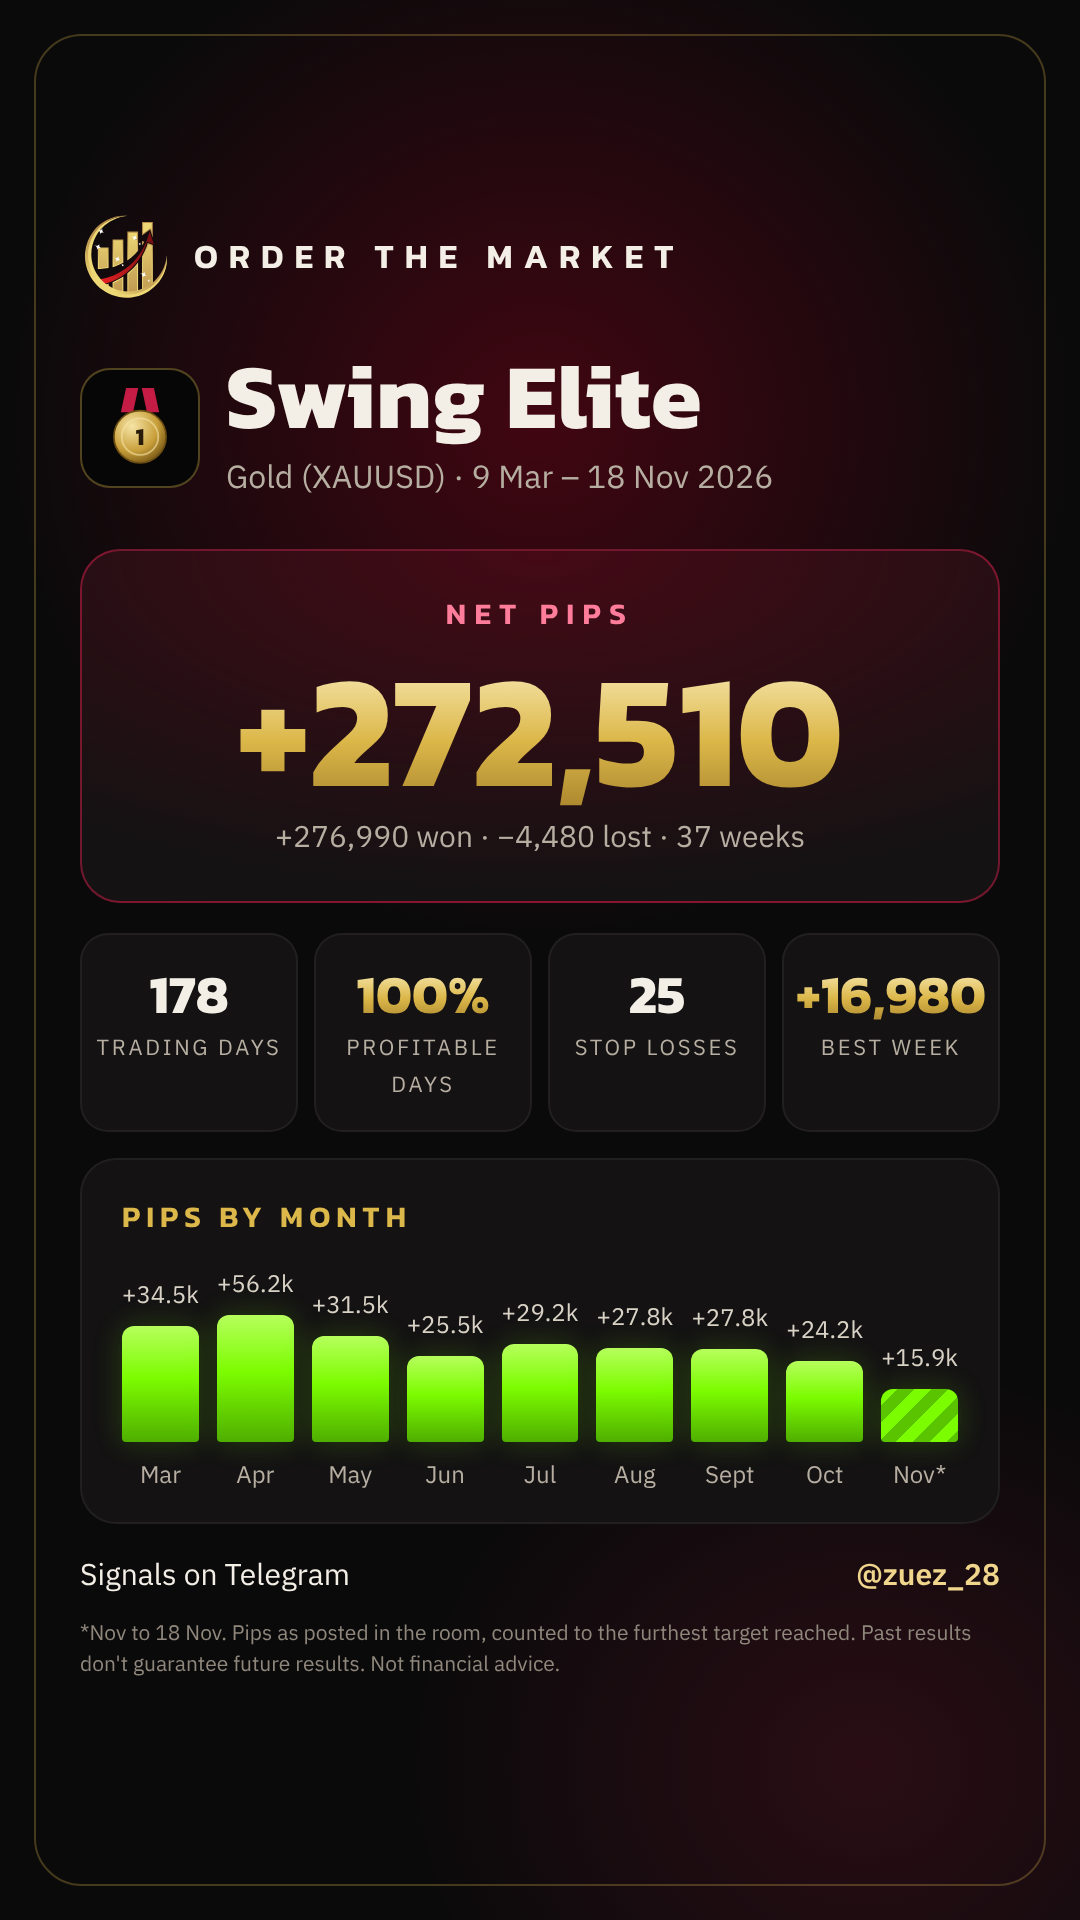 ORDER THE MARKET
1
Swing Elite
Gold (XAUUSD) · 9 Mar – 18 Nov 2026
NET PIPS
+272,510
+276,990 won · −4,480 lost · 37 weeks
178
TRADING DAYS
100%
PROFITABLE
DAYS
25
STOP LOSSES
+16,980
BEST WEEK
PIPS BY MONTH
+34.5k +56.2k +31.5k +25.5k +29.2k +27.8k +27.8k +24.2k +15.9k
Mar Apr May Jun Jul Aug Sept Oct Nov*
Signals on Telegram @zuez_28
*Nov to 18 Nov. Pips as posted in the room, counted to the furthest target reached. Past results
don't guarantee future results. Not financial advice.